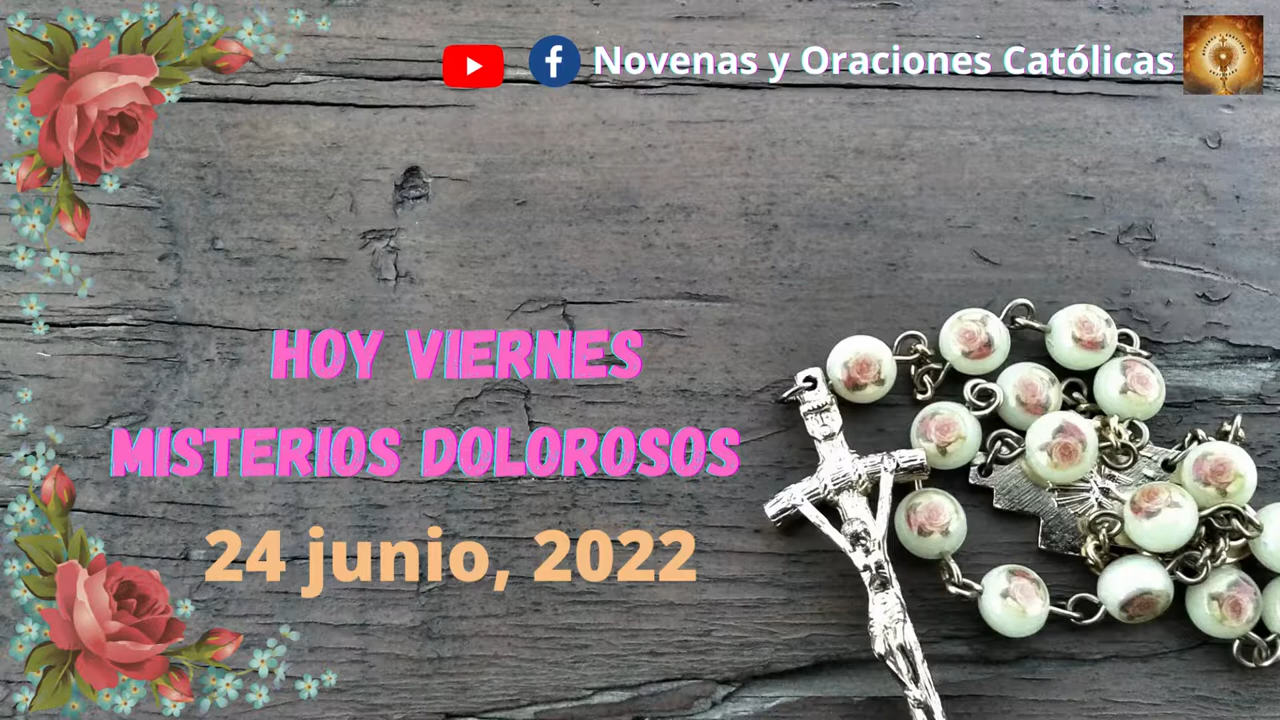 Novenas y Oraciones Católicas
HOY VIERNES
MISTERIOS DOLOROSOS
24 junio, 2022